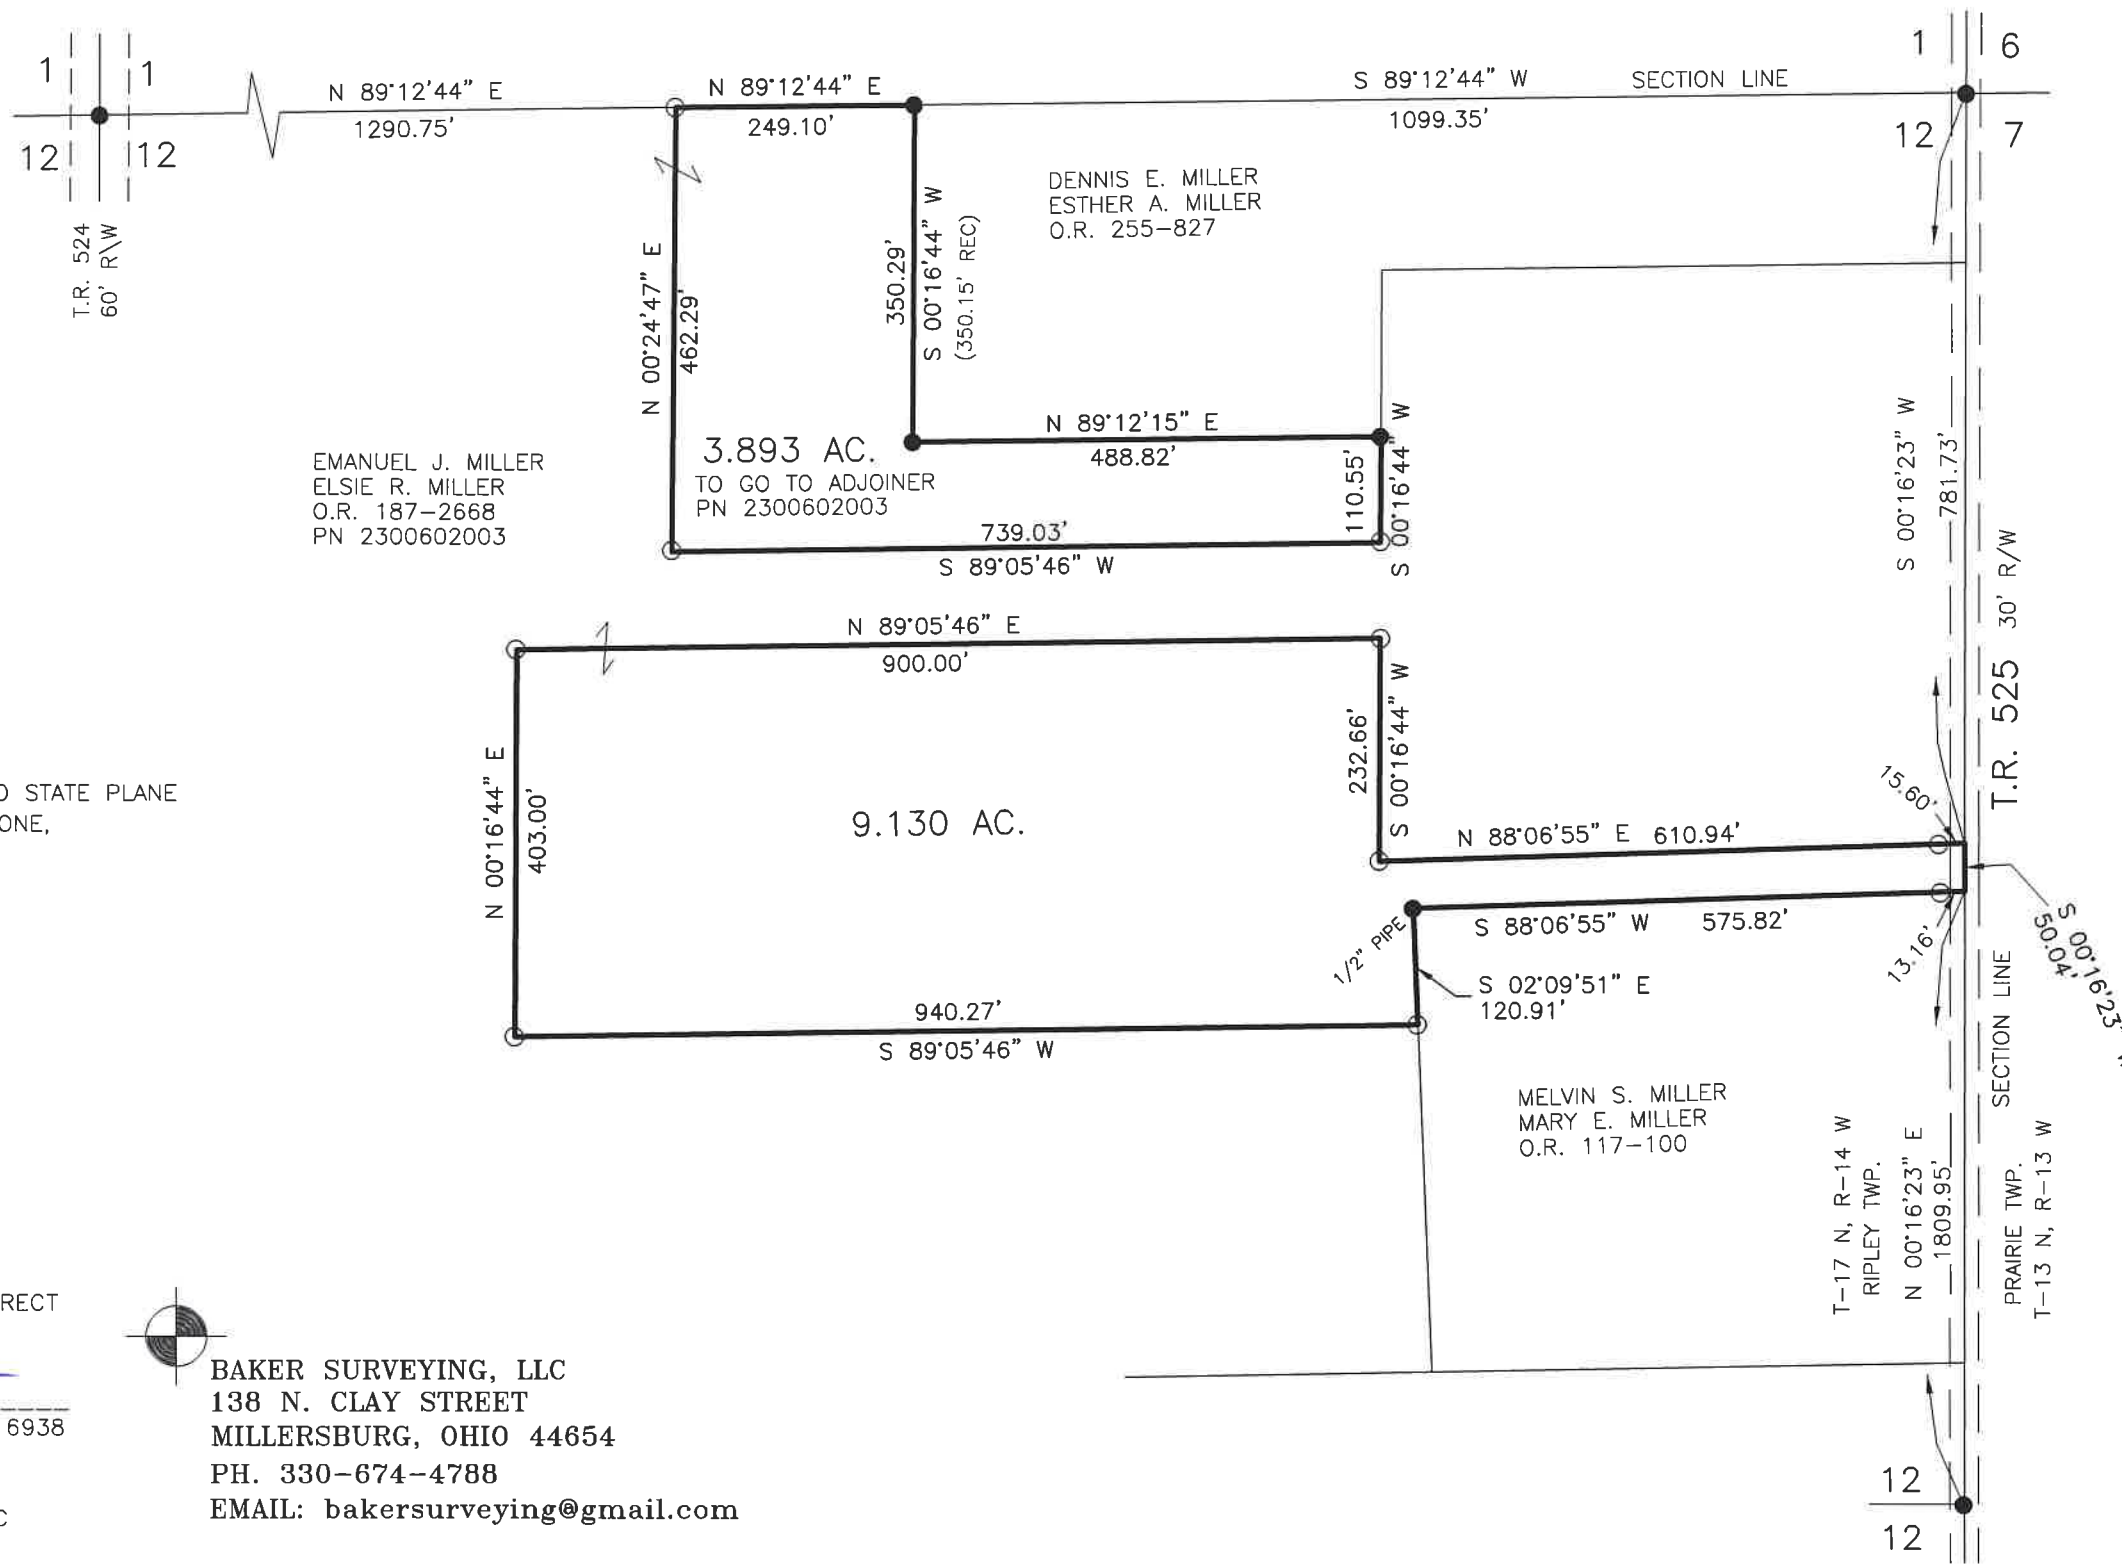 1 1
12 12
T.R. 524
60' R\W
N 89°12'44" E
1290.75'
N 89°12'44" E
249.10'
S 89°12'44" W
SECTION LINE
1099.35'
1 6
12 7
DENNIS E. MILLER
ESTHER A. MILLER
O.R. 255-827
350.29'
S 00°16'44" W
(350.15' REC)
N 00°24'47" E
462.29'
EMANUEL J. MILLER
ELSIE R. MILLER
O.R. 187-2668
PN 2300602003
3.893 AC.
TO GO TO ADJOINER
PN 2300602003
N 89°12'15" E
488.82'
110.55'
S 00°16'44" W
739.03'
S 89°05'46" W
S 00°16'23" W
781.73'
T.R. 525 30' R/W
N 89°05'46" E
900.00'
N 00°16'44" E
403.00'
232.66'
S 00°16'44" W
9.130 AC.
N 88°06'55" E 610.94'
15.60'
S 88°06'55" W 575.82'
13.16'
S 00°16'23" W
50.04'
1/2" PIPE
S 02°09'51" E
120.91'
940.27'
S 89°05'46" W
MELVIN S. MILLER
MARY E. MILLER
O.R. 117-100
T-17 N, R-14 W
RIPLEY TWP.
N 00°16'23" E
1809.95'
SECTION LINE
PRAIRIE TWP.
T-13 N, R-13 W
STATE PLANE
ONE,
RECT
6938
C
BAKER SURVEYING, LLC
138 N. CLAY STREET
MILLERSBURG, OHIO 44654
PH. 330-674-4788
EMAIL: bakersurveying@gmail.com
12
12